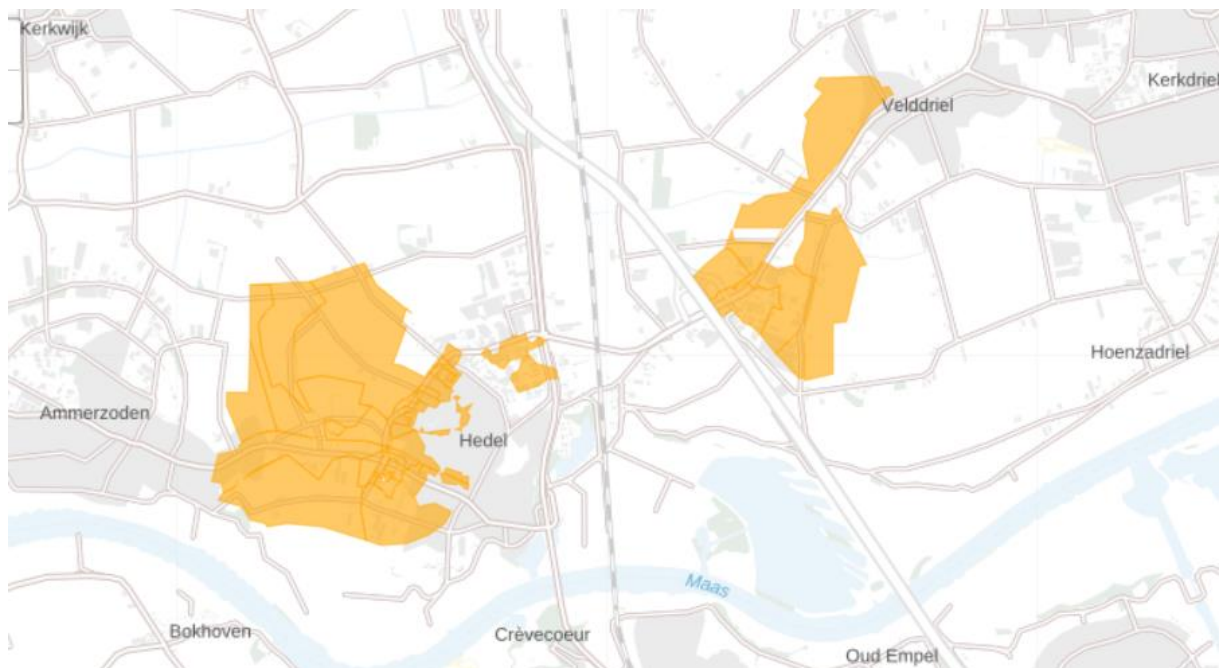 Kerkwijk
Kerkdriel
Velddriel
Hoenzadriel
Ammerzoden
Hedel
Maas
Bokhoven
Crèvecoeur
Oud Empel